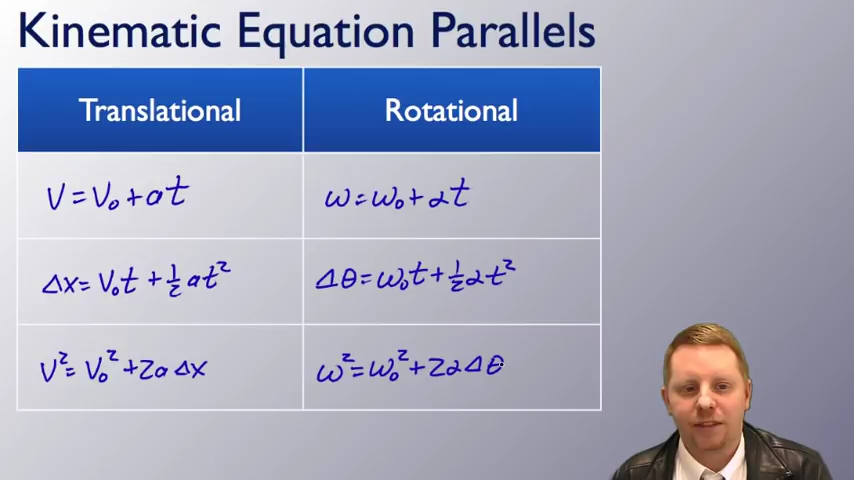 Kinematic Equation Parallels
Translational Rotational
V = V₀ + at ω = ω₀ + αt
Δx = V₀t + ½at² Δθ = ω₀t + ½αt²
V² = V₀² + 2aΔx ω² = ω₀² + 2αΔθ